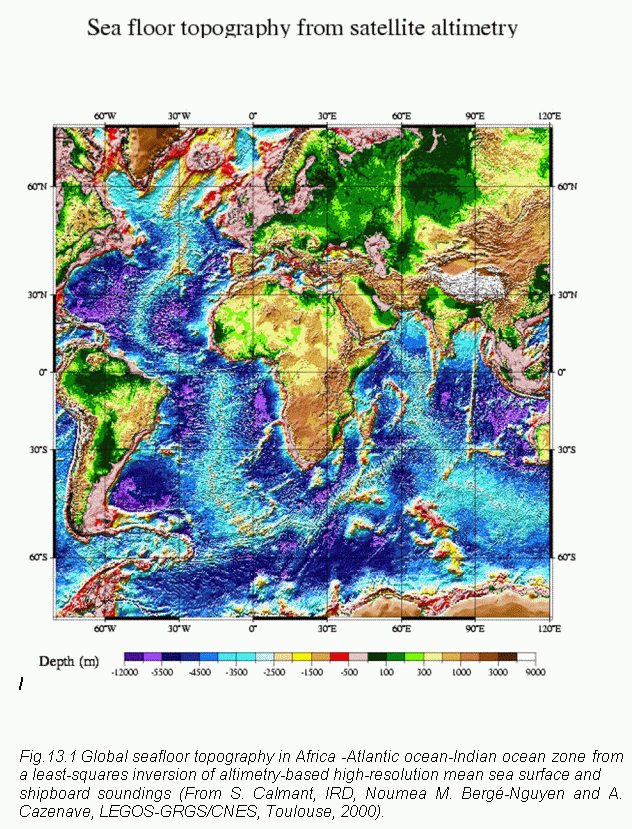 Sea floor topography from satellite altimetry
60°W 30°W 0° 30°E 60°E 90°E 120°E
60°N 60°N
30°N 30°N
0° 0°
30°S 30°S
60°S 60°S
60°W 30°W 0° 30°E 60°E 90°E 120°E
Depth (m)
-12000 -5500 -4500 -3500 -2500 -1500 -500 100 300 1000 3000 9000
Fig.13.1 Global seafloor topography in Africa -Atlantic ocean-Indian ocean zone from
a least-squares inversion of altimetry-based high-resolution mean sea surface and
shipboard soundings (From S. Calmant, IRD, Noumea M. Bergé-Nguyen and A.
Cazenave, LEGOS-GRGS/CNES, Toulouse, 2000).